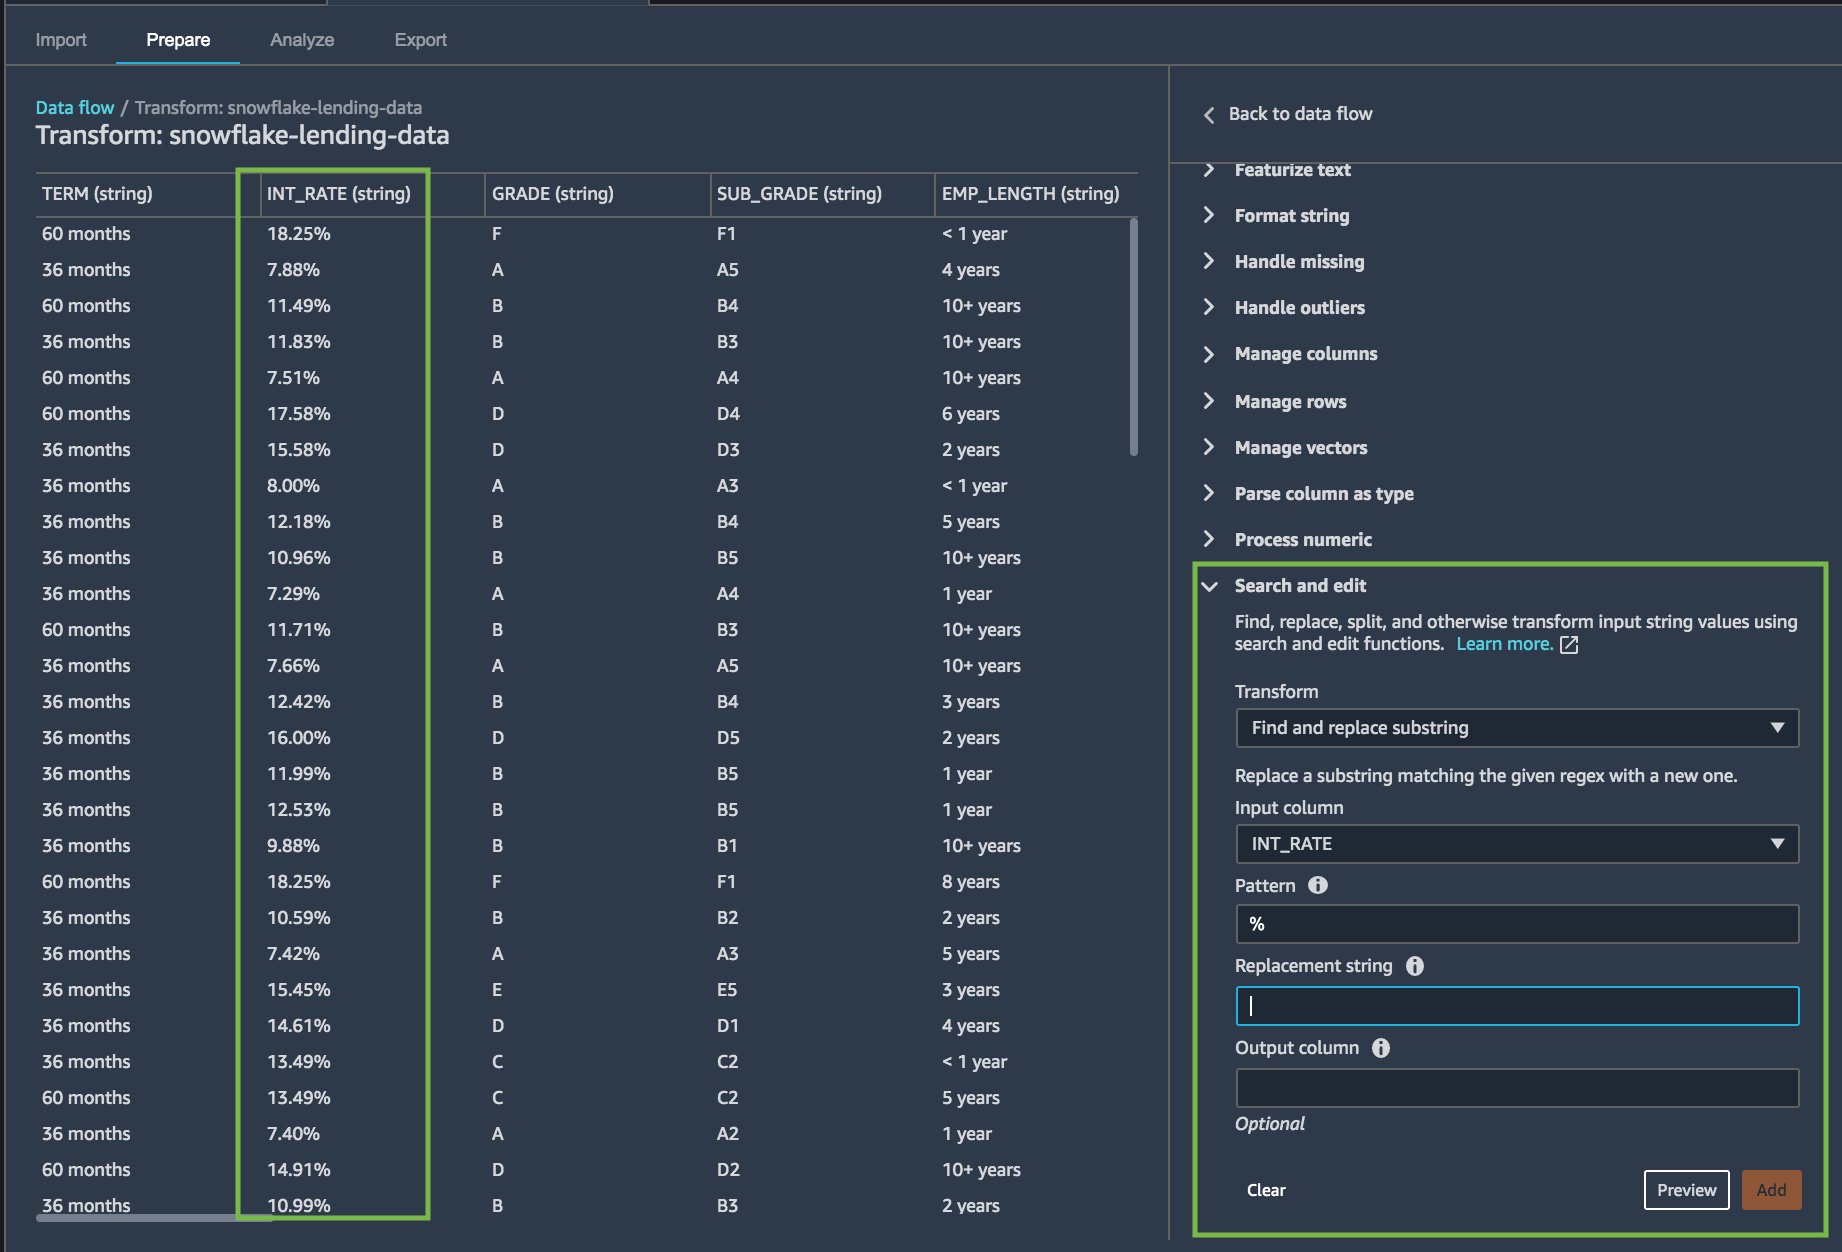 Import Prepare Analyze Export
Data flow / Transform: snowflake-lending-data
Transform: snowflake-lending-data
TERM (string) INT_RATE (string) GRADE (string) SUB_GRADE (string) EMP_LENGTH (string)
60 months 18.25% F F1 < 1 year
36 months 7.88% A A5 4 years
60 months 11.49% B B4 10+ years
36 months 11.83% B B3 10+ years
60 months 7.51% A A4 10+ years
60 months 17.58% D D4 6 years
36 months 15.58% D D3 2 years
36 months 8.00% A A3 < 1 year
36 months 12.18% B B4 5 years
36 months 10.96% B B5 10+ years
36 months 7.29% A A4 1 year
60 months 11.71% B B3 10+ years
36 months 7.66% A A5 10+ years
36 months 12.42% B B4 3 years
36 months 16.00% D D5 2 years
36 months 11.99% B B5 1 year
36 months 12.53% B B5 1 year
36 months 9.88% B B1 10+ years
60 months 18.25% F F1 8 years
36 months 10.59% B B2 2 years
36 months 7.42% A A3 5 years
36 months 15.45% E E5 3 years
36 months 14.61% D D1 4 years
36 months 13.49% C C2 < 1 year
60 months 13.49% C C2 5 years
36 months 7.40% A A2 1 year
60 months 14.91% D D2 10+ years
36 months 10.99% B B3 2 years
Back to data flow
Featurize text
Format string
Handle missing
Handle outliers
Manage columns
Manage rows
Manage vectors
Parse column as type
Process numeric
Search and edit
Find, replace, split, and otherwise transform input string values using
search and edit functions. Learn more.
Transform
Find and replace substring
Replace a substring matching the given regex with a new one.
Input column
INT_RATE
Pattern
%
Replacement string
Output column
Optional
Clear Preview Add